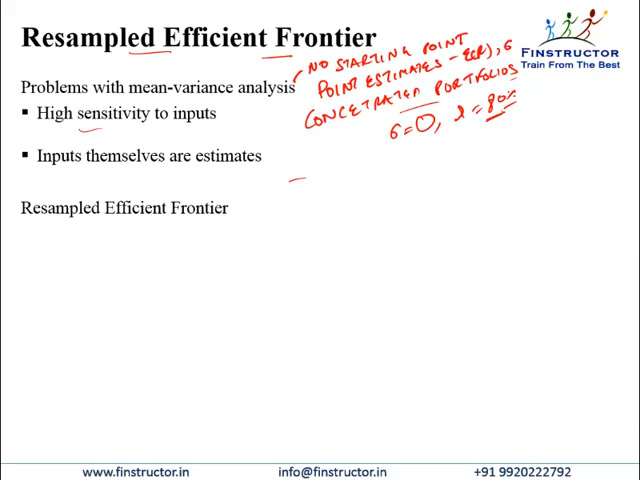 Resampled Efficient Frontier
NO STARTING POINT
POINT ESTIMATES - E(R), σ
CONCETRATED PORTFOLIOS
σ = 0, λ = 90%
FINSTRUCTOR
Train From The Best
Problems with mean-variance analysis
▪ High sensitivity to inputs
▪ Inputs themselves are estimates
Resampled Efficient Frontier
www.finstructor.in info@finstructor.in +91 9920222792